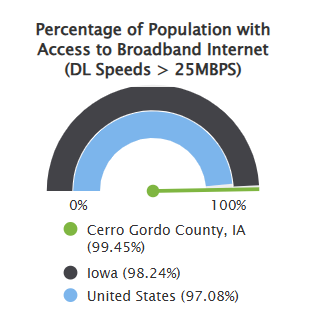 Percentage of Population with
Access to Broadband Internet
(DL Speeds > 25MBPS)
0% 100%
Cerro Gordo County, IA
(99.45%)
Iowa (98.24%)
United States (97.08%)